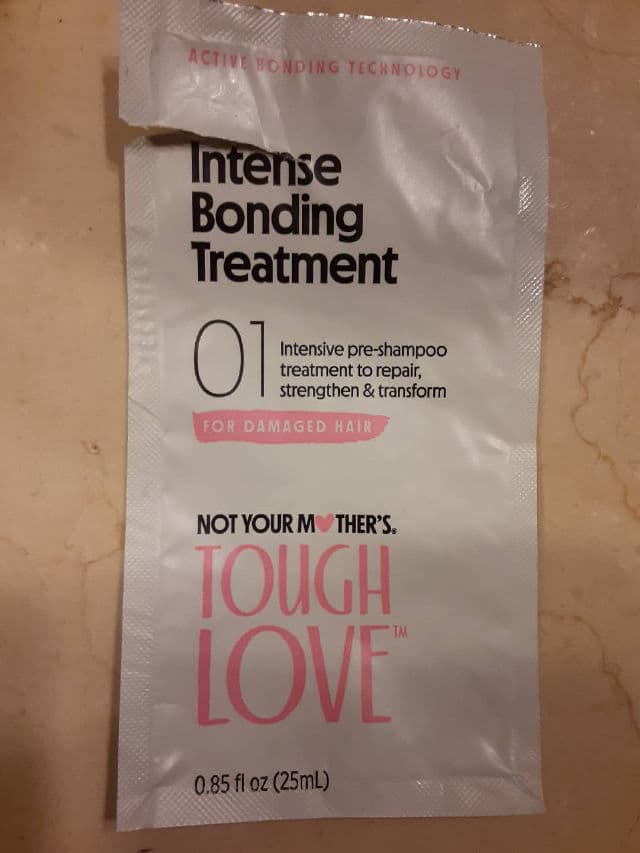 ACTIVE BONDING TECHNOLOGY
Intense
Bonding
Treatment
01
Intensive pre-shampoo
treatment to repair,
strengthen & transform
FOR DAMAGED HAIR
NOT YOUR M♥THER'S®
TOUGH
LOVE™
0.85 fl oz (25mL)